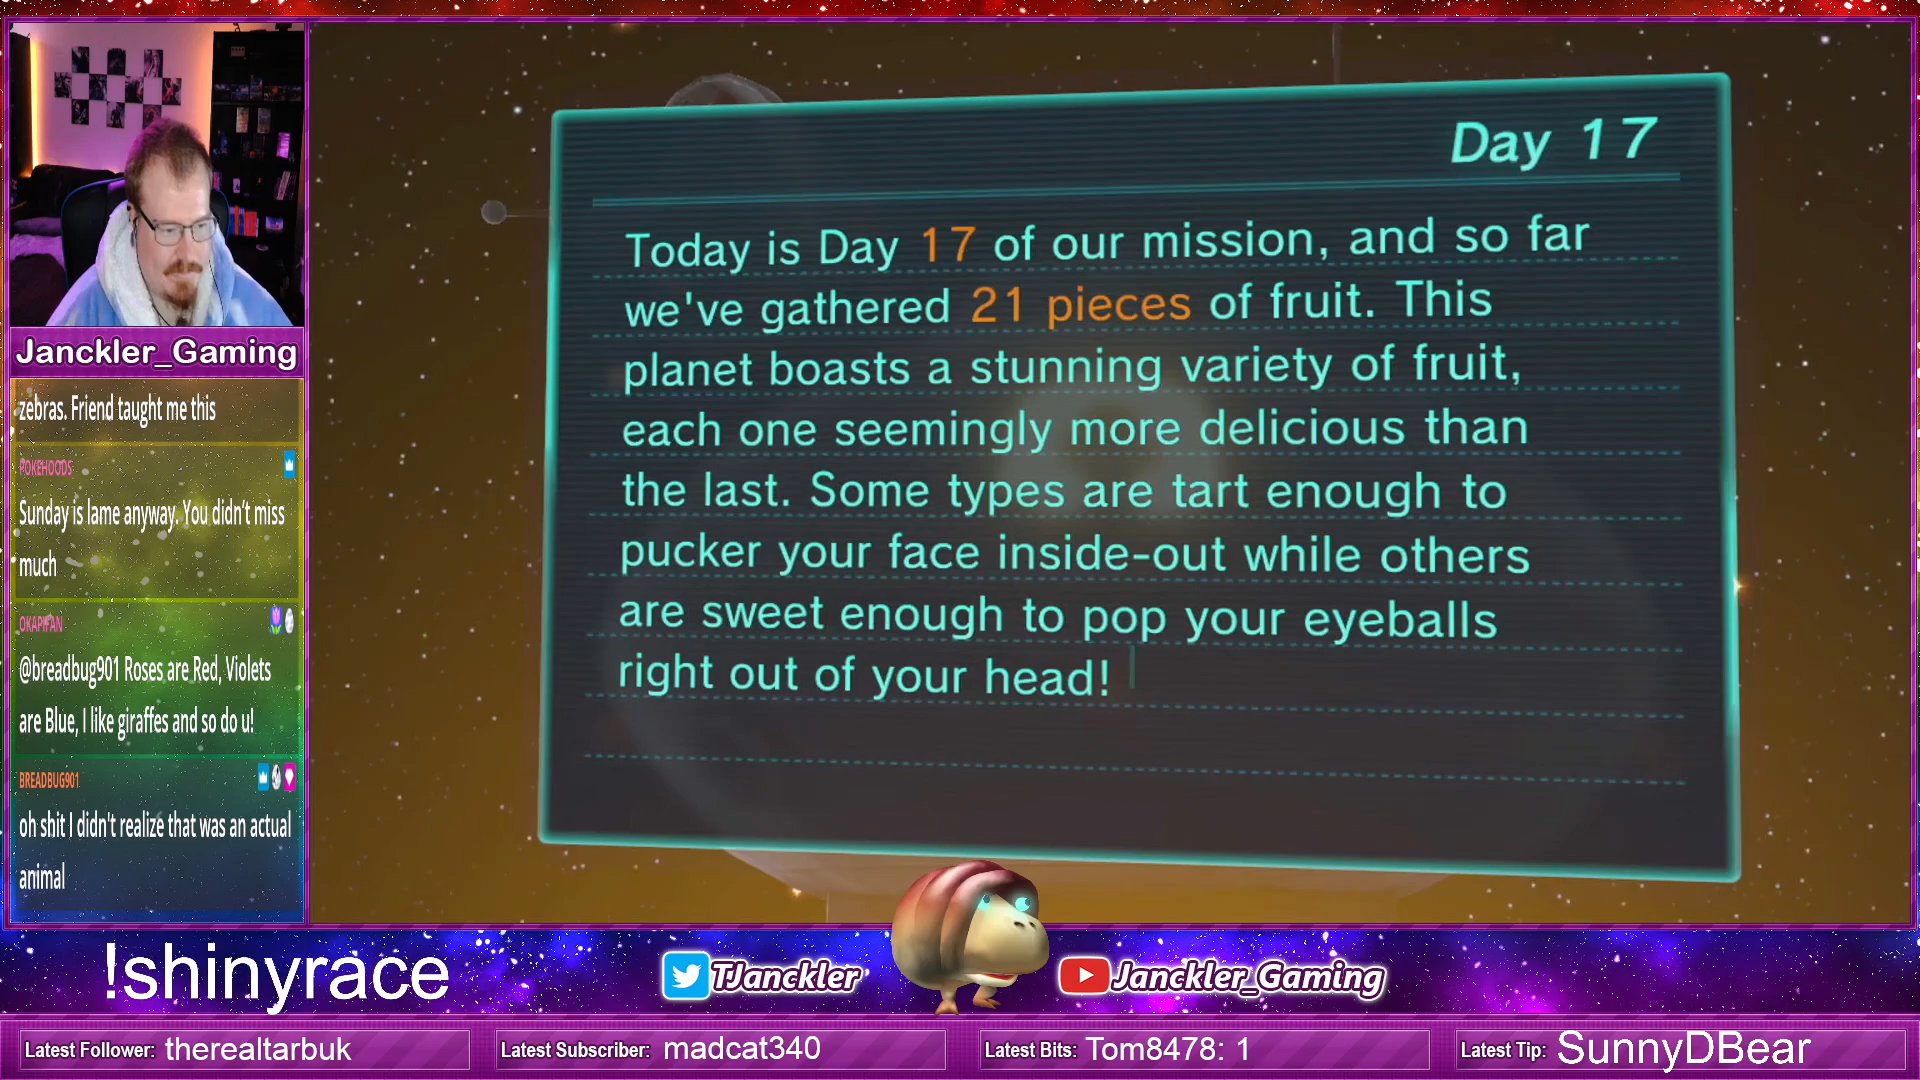 Day 17
Today is Day 17 of our mission, and so far
we've gathered 21 pieces of fruit. This
planet boasts a stunning variety of fruit,
each one seemingly more delicious than
the last. Some types are tart enough to
pucker your face inside-out while others
are sweet enough to pop your eyeballs
right out of your head!
Janckler_Gaming
zebras. Friend taught me this
POKEHOODS
Sunday is lame anyway. You didn't miss
much
OKAPIFAN
@breadbug901 Roses are Red, Violets
are Blue, I like giraffes and so do u!
BREADBUG901
oh shit I didn't realize that was an actual
animal
!shinyrace
TJanckler
Janckler_Gaming
Latest Follower: therealtarbuk
Latest Subscriber: madcat340
Latest Bits: Tom8478: 1
Latest Tip: SunnyDBear